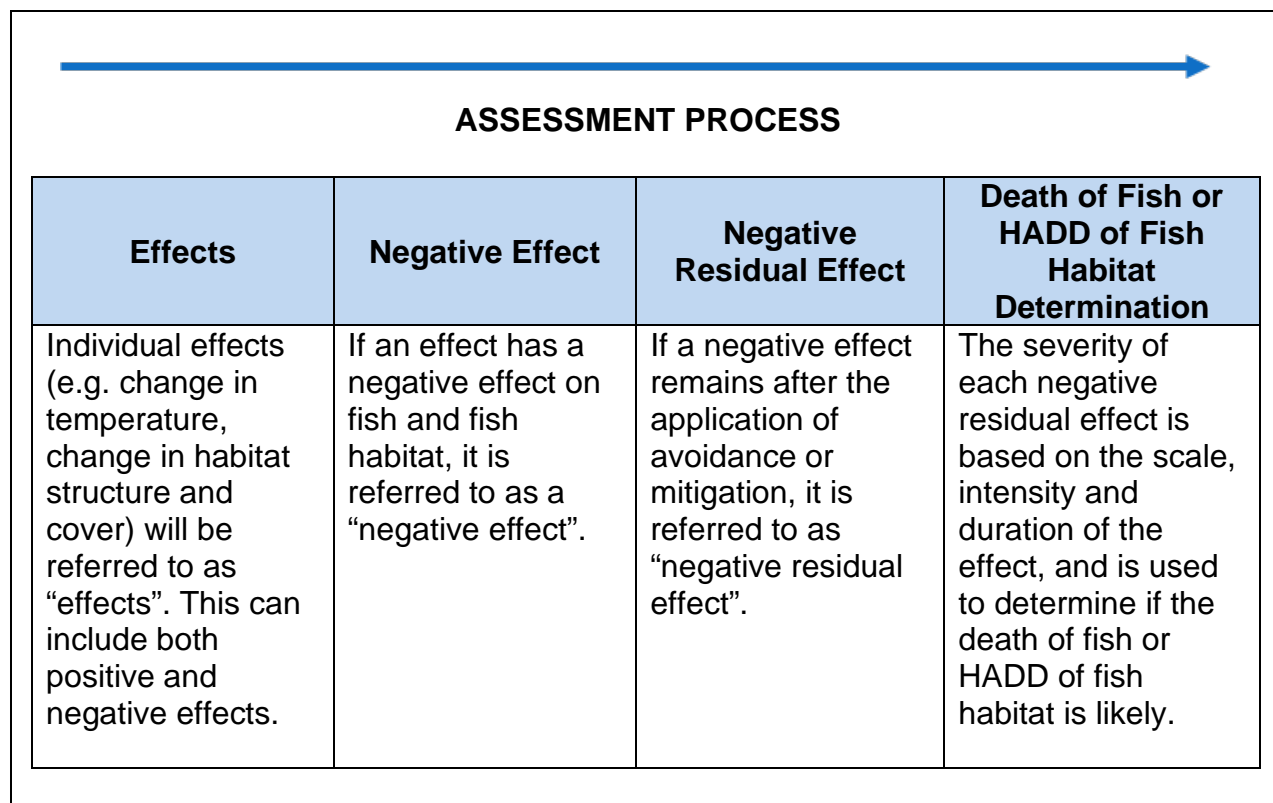 ASSESSMENT PROCESS
Effects
Negative Effect
Negative
Residual Effect
Death of Fish or
HADD of Fish
Habitat
Determination
Individual effects
(e.g. change in
temperature,
change in habitat
structure and
cover) will be
referred to as
“effects”. This can
include both
positive and
negative effects.
If an effect has a
negative effect on
fish and fish
habitat, it is
referred to as a
“negative effect”.
If a negative effect
remains after the
application of
avoidance or
mitigation, it is
referred to as
“negative residual
effect”.
The severity of
each negative
residual effect is
based on the scale,
intensity and
duration of the
effect, and is used
to determine if the
death of fish or
HADD of fish
habitat is likely.